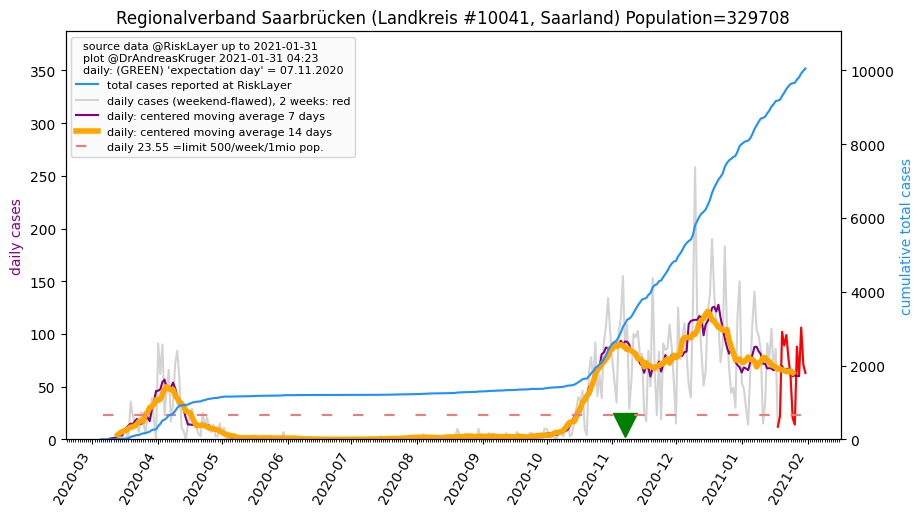 Regionalverband Saarbrücken (Landkreis #10041, Saarland) Population=329708
source data @RiskLayer up to 2021-01-31
plot @DrAndreasKruger 2021-01-31 04:23
daily: (GREEN) 'expectation day' = 07.11.2020
total cases reported at RiskLayer
daily cases (weekend-flawed), 2 weeks: red
daily: centered moving average 7 days
daily: centered moving average 14 days
daily 23.55 =limit 500/week/1mio pop.
daily cases
350
300
250
200
150
100
50
0
cumulative total cases
10000
8000
6000
4000
2000
0
2020-03
2020-04
2020-05
2020-06
2020-07
2020-08
2020-09
2020-10
2020-11
2020-12
2021-01
2021-02